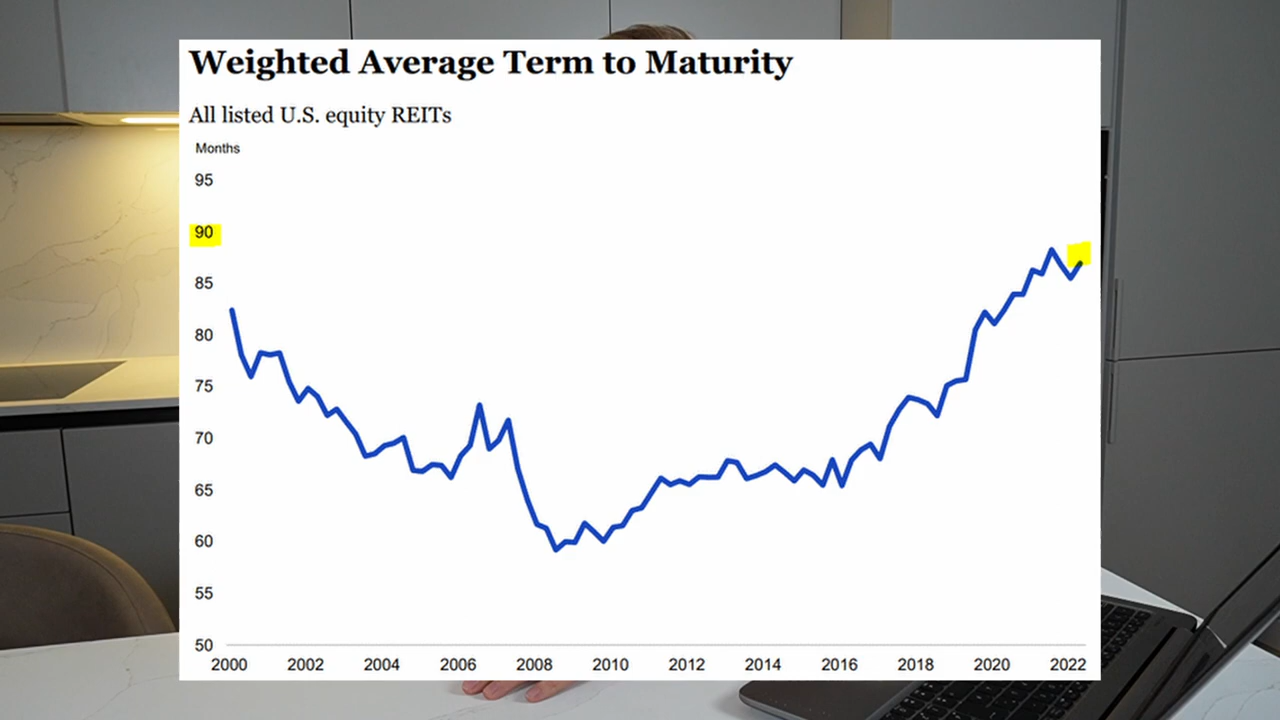 Weighted Average Term to Maturity
All listed U.S. equity REITs
Months
95
90
85
80
75
70
65
60
55
50
2000 2002 2004 2006 2008 2010 2012 2014 2016 2018 2020 2022